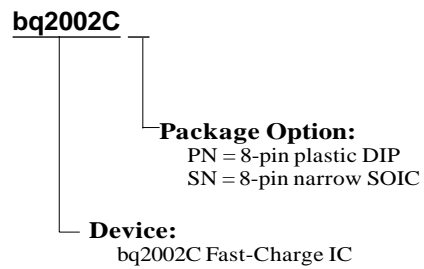 bq2002C
Package Option:
PN = 8-pin plastic DIP
SN = 8-pin narrow SOIC
Device:
bq2002C Fast-Charge IC